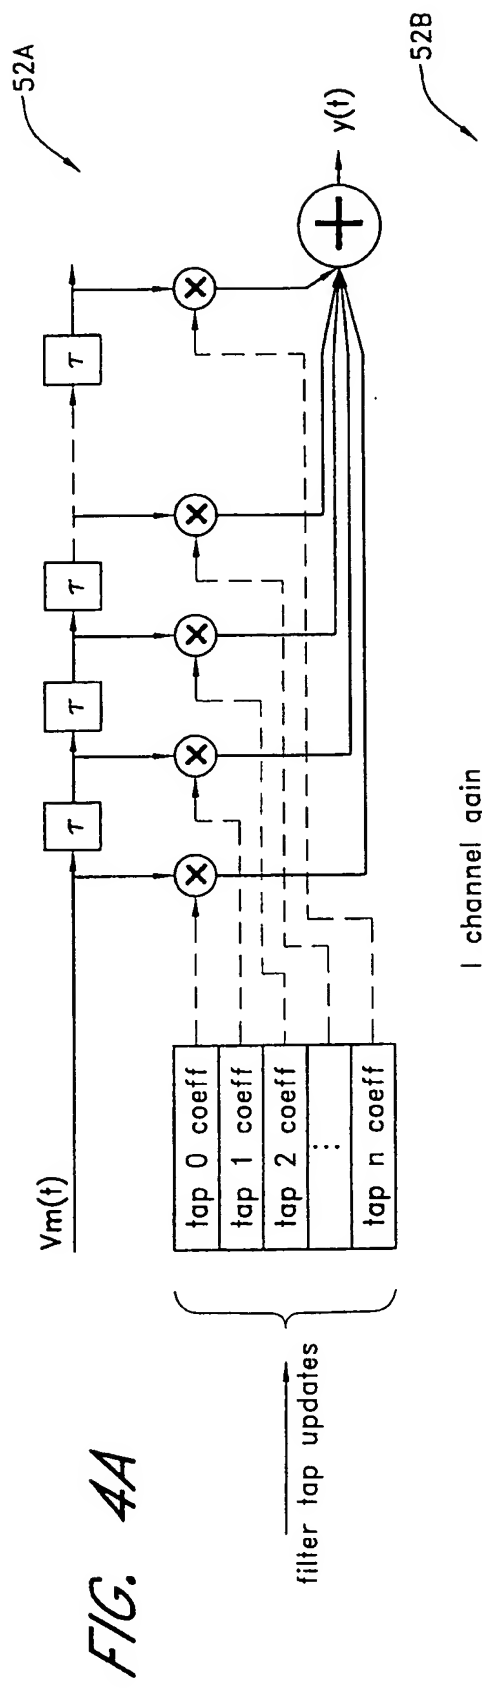 FIG. 4A
52A
Vm(t)
τ
τ
τ
τ
×
×
×
×
×
+
y(t)
tap 0 coeff
tap 1 coeff
tap 2 coeff
...
tap n coeff
filter tap updates
52B
I channel gain